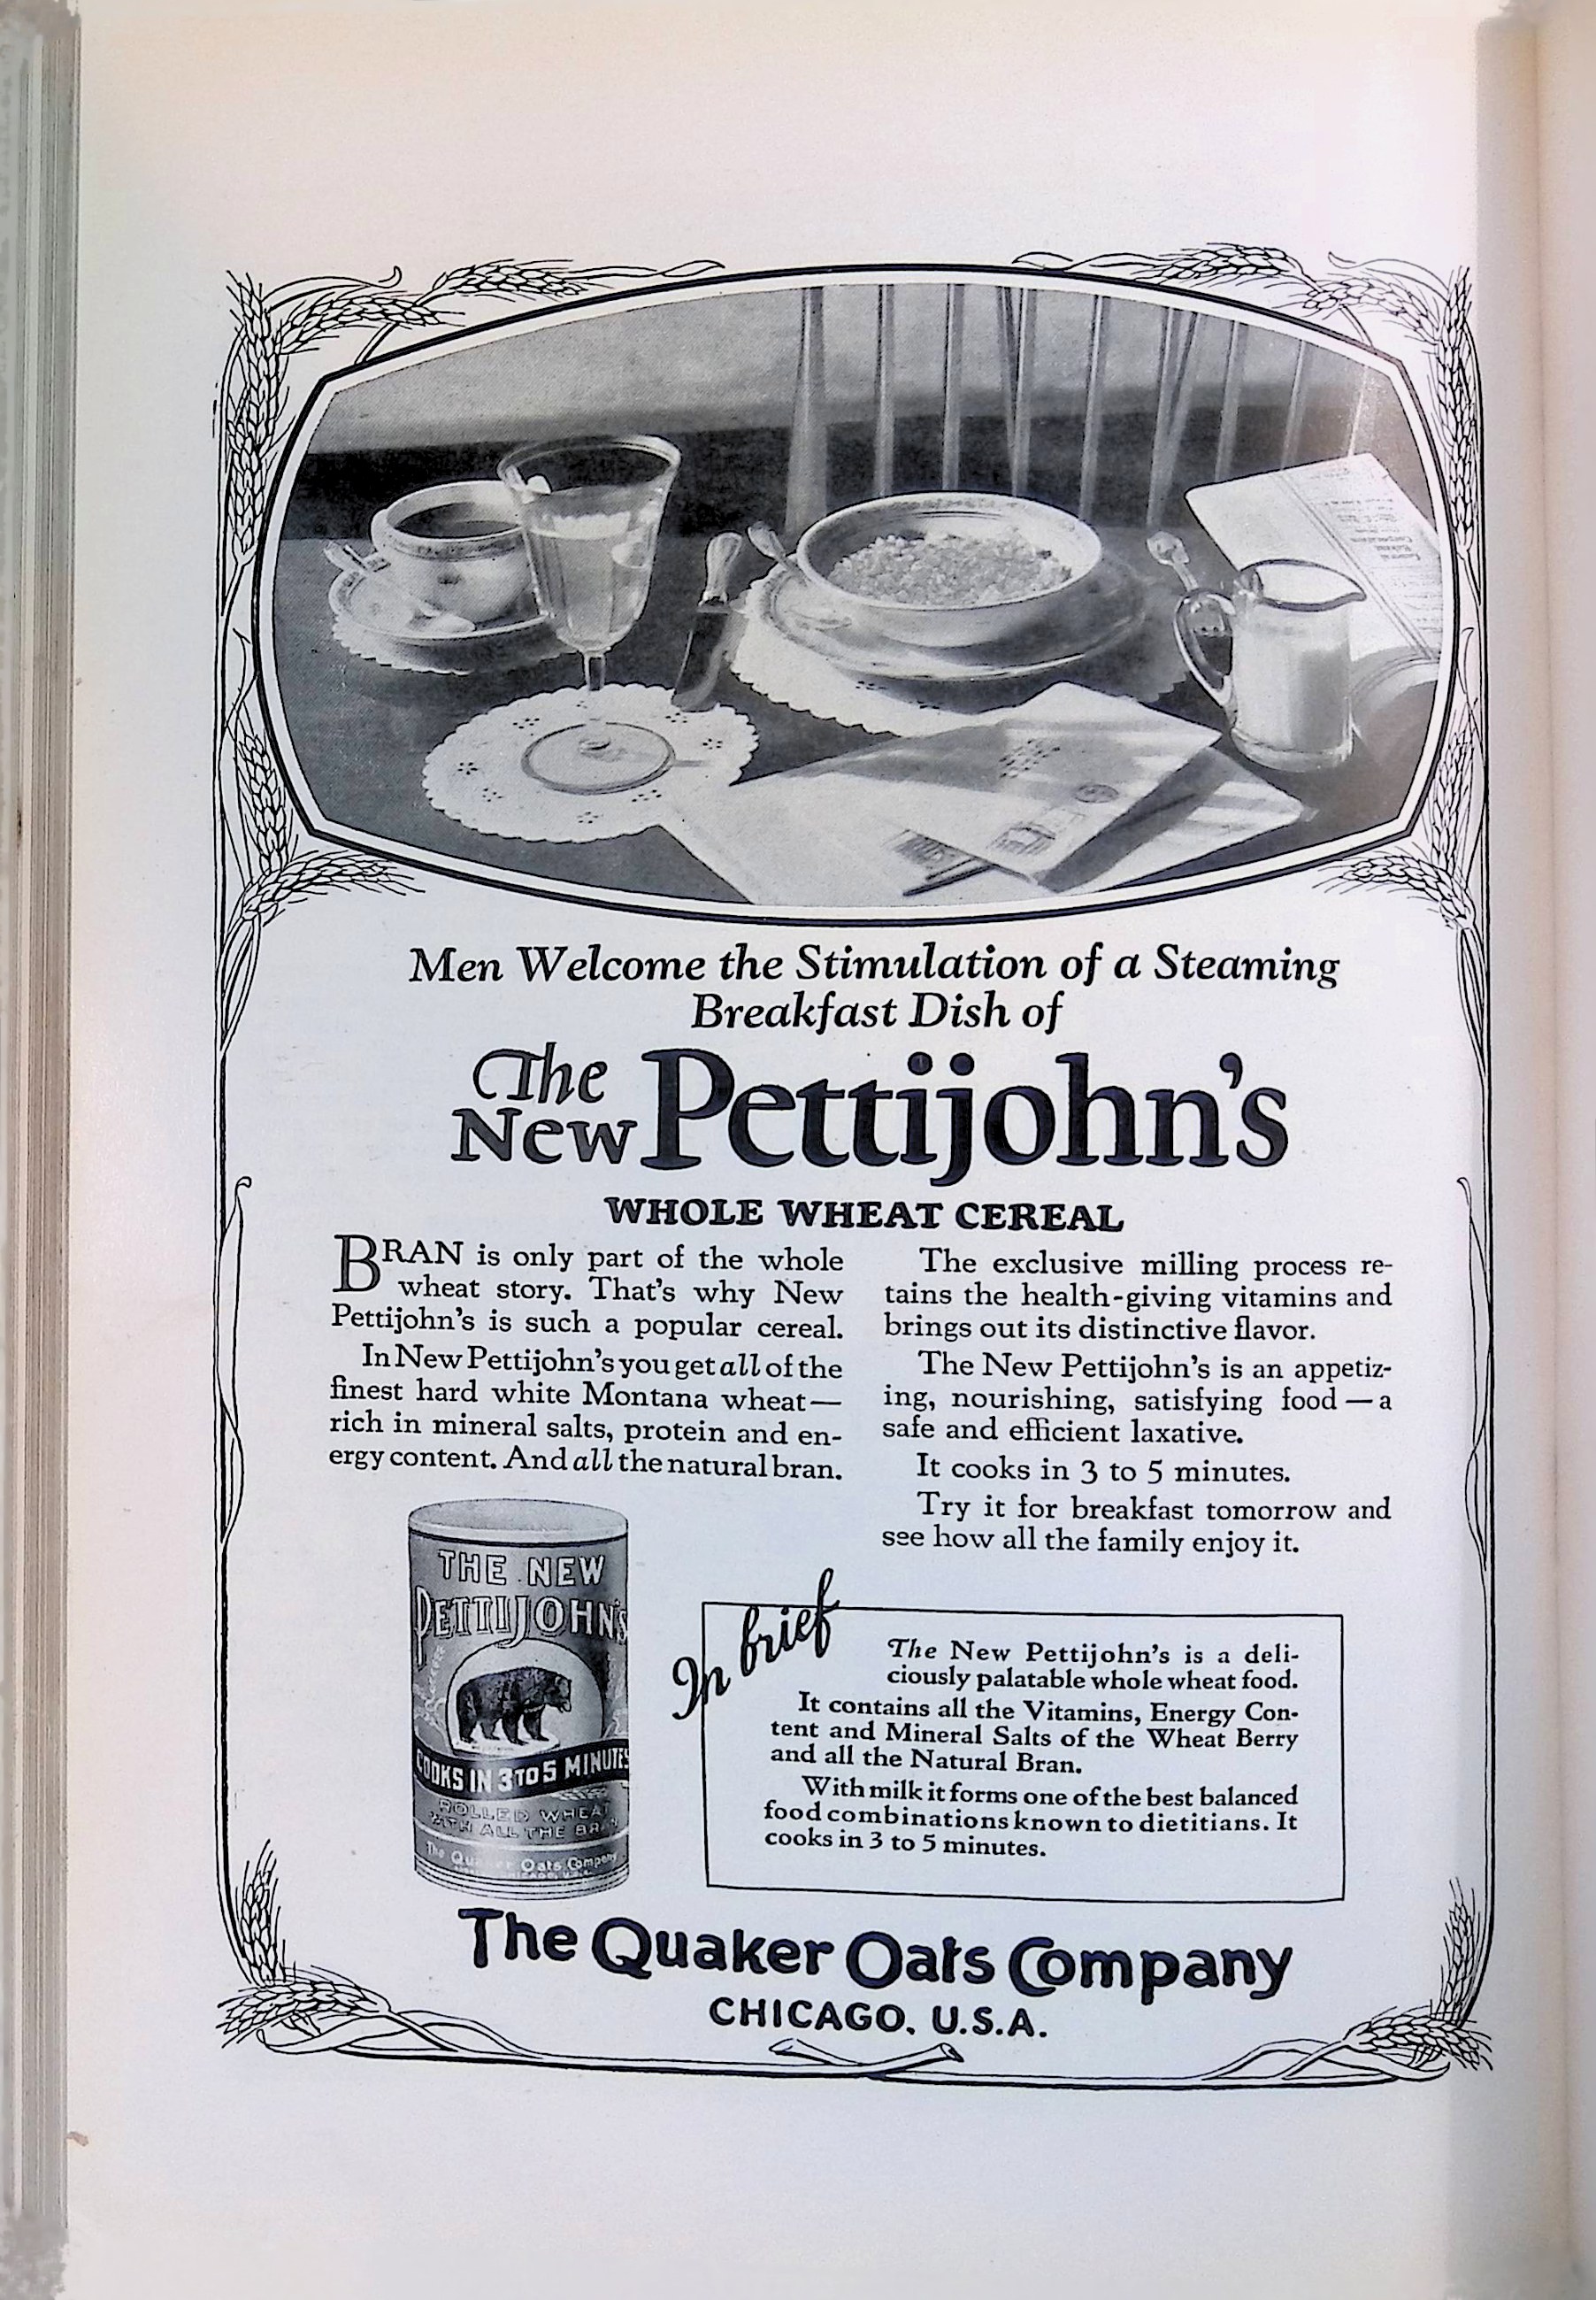 Men Welcome the Stimulation of a Steaming
Breakfast Dish of
The
New Pettijohn's
WHOLE WHEAT CEREAL
BRAN is only part of the whole
wheat story. That's why New
Pettijohn's is such a popular cereal.
In New Pettijohn's you get all of the
finest hard white Montana wheat—
rich in mineral salts, protein and en-
ergy content. And all the natural bran.
The exclusive milling process re-
tains the health-giving vitamins and
brings out its distinctive flavor.
The New Pettijohn's is an appetiz-
ing, nourishing, satisfying food—a
safe and efficient laxative.
It cooks in 3 to 5 minutes.
Try it for breakfast tomorrow and
see how all the family enjoy it.
THE NEW
PETTIJOHN'S
COOKS IN 3 TO 5 MINUTES
ROLLED WHEAT
WITH ALL THE BRAN
The Quaker Oats Company
In brief
The New Pettijohn's is a deli-
ciously palatable whole wheat food.
It contains all the Vitamins, Energy Con-
tent and Mineral Salts of the Wheat Berry
and all the Natural Bran.
With milk it forms one of the best balanced
food combinations known to dietitians. It
cooks in 3 to 5 minutes.
The Quaker Oats Company
CHICAGO, U.S.A.